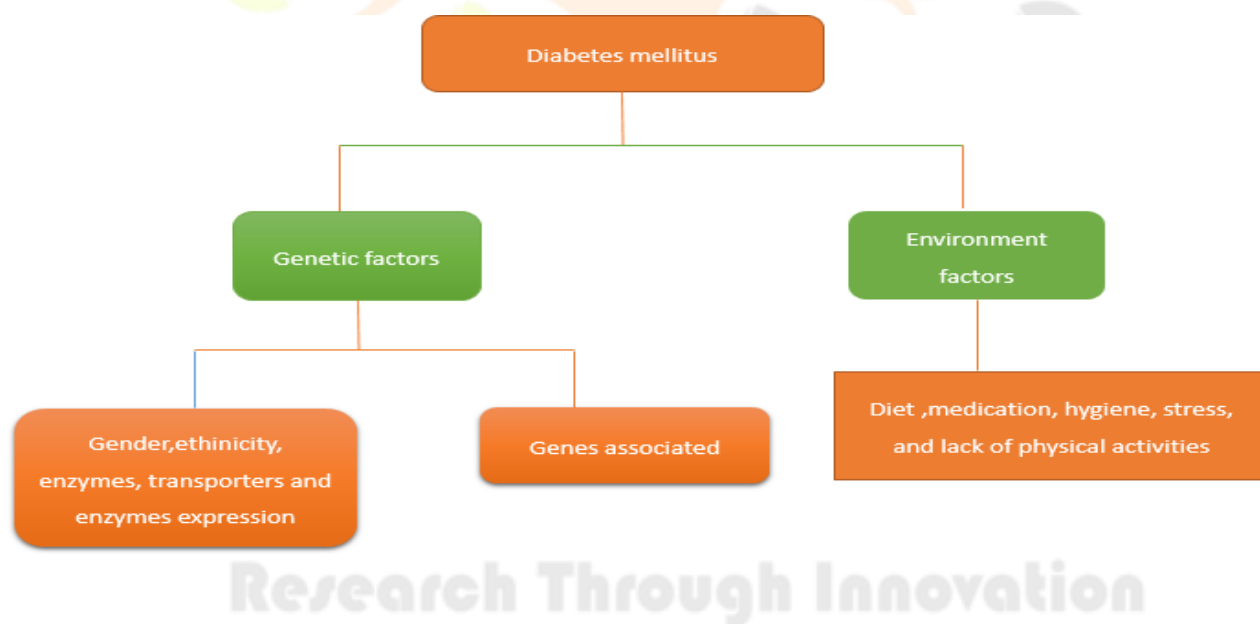 Diabetes mellitus
Genetic factors
Environment
factors
Gender,ethinicity,
enzymes, transporters and
enzymes expression
Genes associated
Diet ,medication, hygiene, stress,
and lack of physical activities
Research Through Innovation